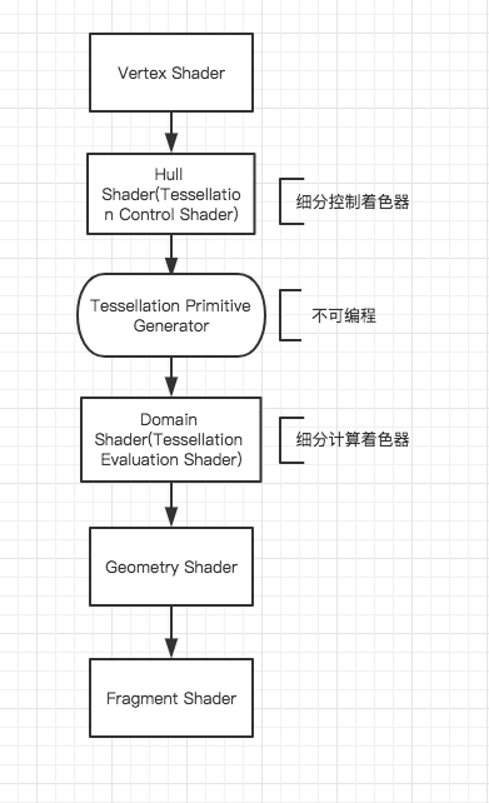 Vertex Shader
Hull
Shader(Tessellatio
n Control Shader)
细分控制着色器
Tessellation Primitive
Generator
不可编程
Domain
Shader(Tessellation
Evaluation Shader)
细分计算着色器
Geometry Shader
Fragment Shader